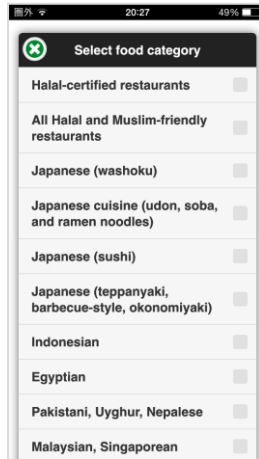 圏外 20:27 49%
Select food category
Halal-certified restaurants
All Halal and Muslim-friendly
restaurants
Japanese (washoku)
Japanese cuisine (udon, soba,
and ramen noodles)
Japanese (sushi)
Japanese (teppanyaki,
barbecue-style, okonomiyaki)
Indonesian
Egyptian
Pakistani, Uyghur, Nepalese
Malaysian, Singaporean